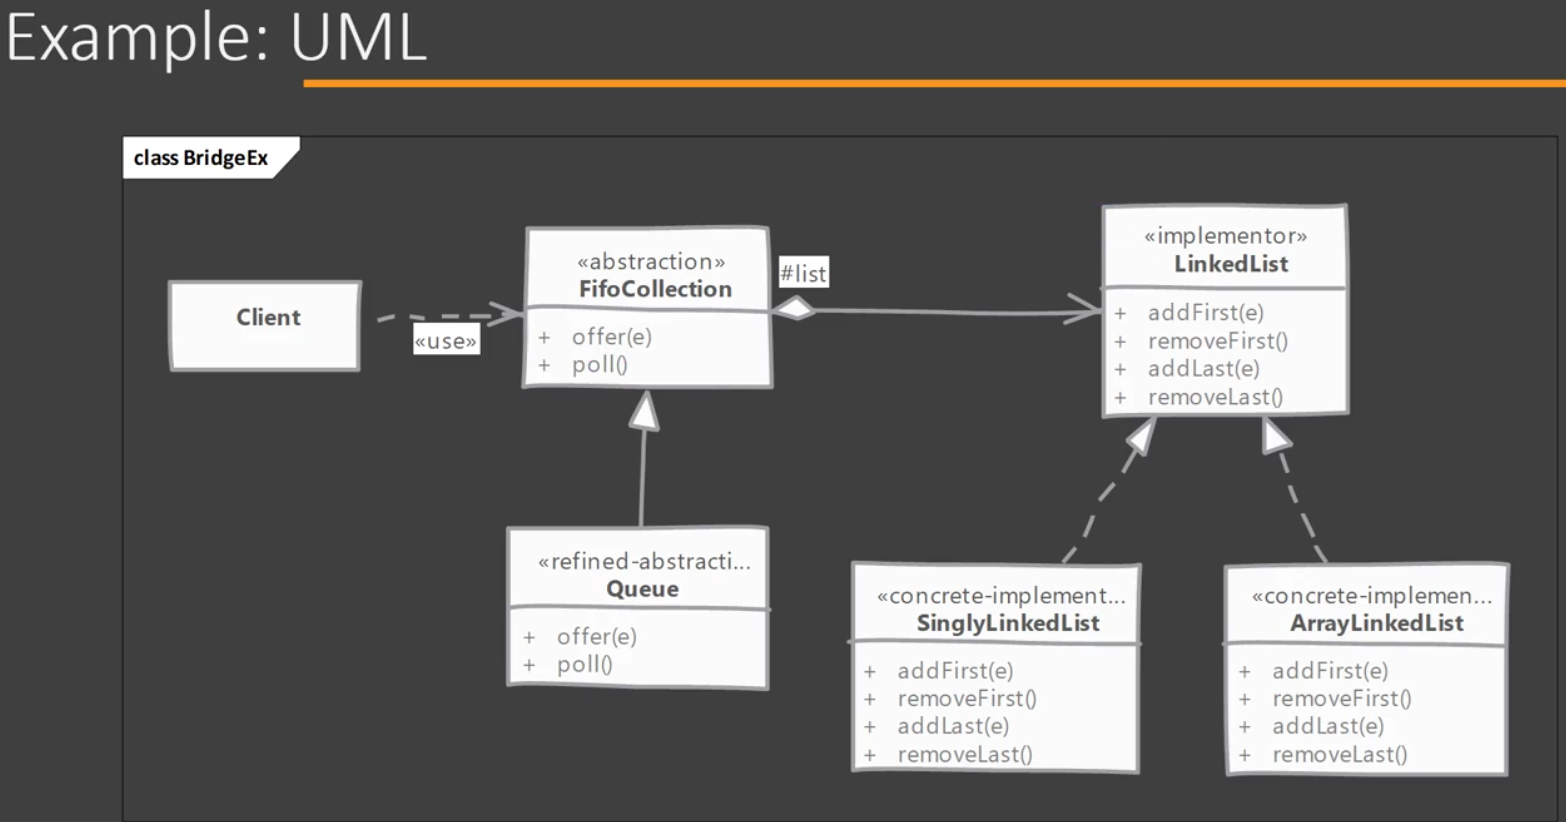 Example: UML
class BridgeEx
Client
«use»
«abstraction»
FifoCollection
+ offer(e)
+ poll()
#list
«implementor»
LinkedList
+ addFirst(e)
+ removeFirst()
+ addLast(e)
+ removeLast()
«refined-abstracti...
Queue
+ offer(e)
+ poll()
«concrete-implement...
SinglyLinkedList
+ addFirst(e)
+ removeFirst()
+ addLast(e)
+ removeLast()
«concrete-implemen...
ArrayLinkedList
+ addFirst(e)
+ removeFirst()
+ addLast(e)
+ removeLast()